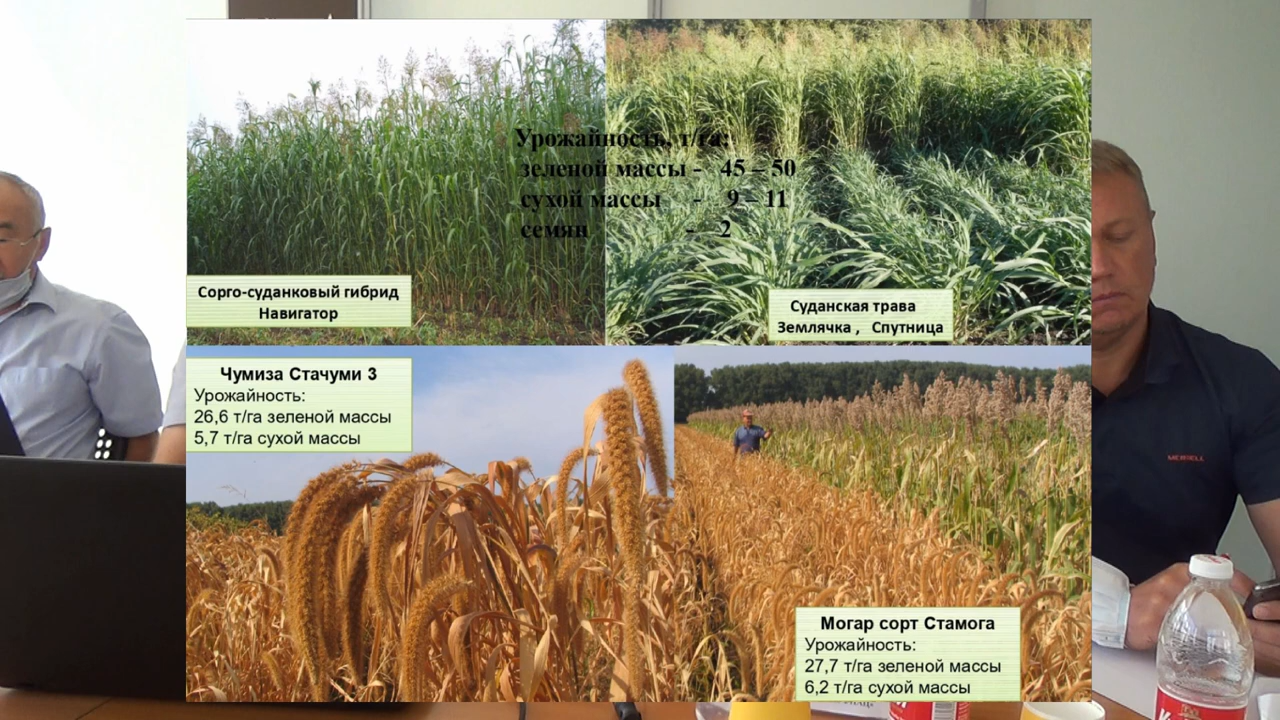 Урожайность, т/га:
зеленой массы - 45 – 50
сухой массы - 9 – 11
семян - 2
Сорго-суданковый гибрид
Навигатор
Суданская трава
Землячка , Спутница
Чумиза Стачуми 3
Урожайность:
26,6 т/га зеленой массы
5,7 т/га сухой массы
MERRELL
Могар сорт Стамога
Урожайность:
27,7 т/га зеленой массы
6,2 т/га сухой массы